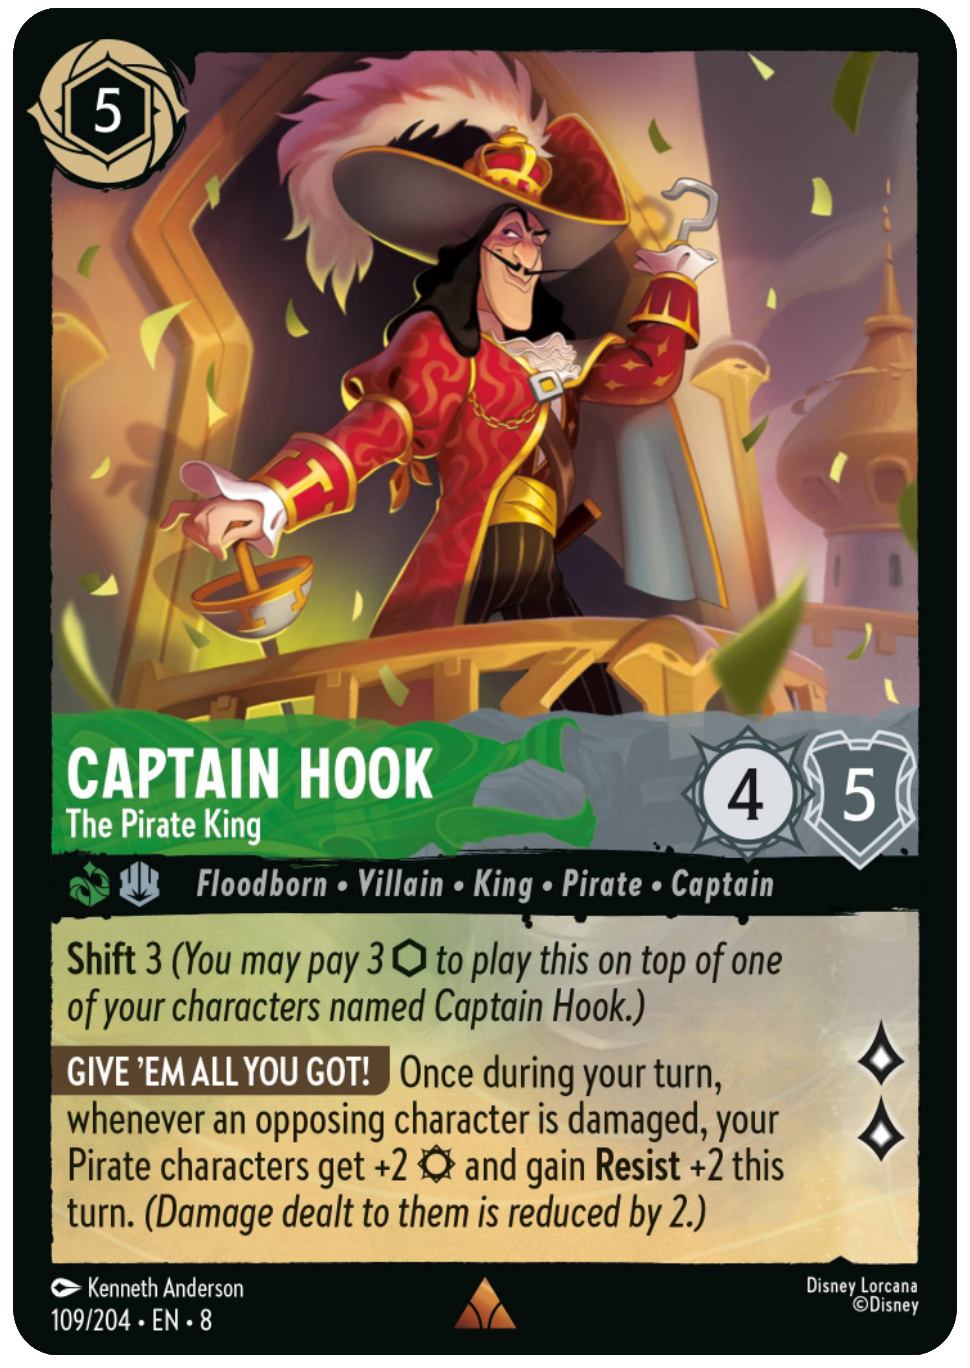 5
CAPTAIN HOOK
The Pirate King
4 5
Floodborn • Villain • King • Pirate • Captain
Shift 3 (You may pay 3 ⬡ to play this on top of one
of your characters named Captain Hook.)
GIVE 'EM ALL YOU GOT! Once during your turn,
whenever an opposing character is damaged, your
Pirate characters get +2 ¤ and gain Resist +2 this
turn. (Damage dealt to them is reduced by 2.)
Kenneth Anderson
109/204 • EN • 8
Disney Lorcana
©Disney